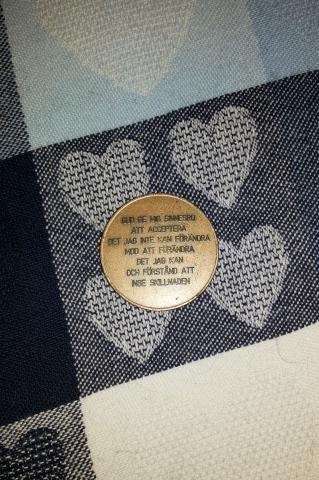 GUD GE MIG SINNESRO
ATT ACCEPTERA
DET JAG INTE KAN FÖRÄNDRA
MOD ATT FÖRÄNDRA
DET JAG KAN
OCH FÖRSTÅND ATT
INSE SKILLNADEN